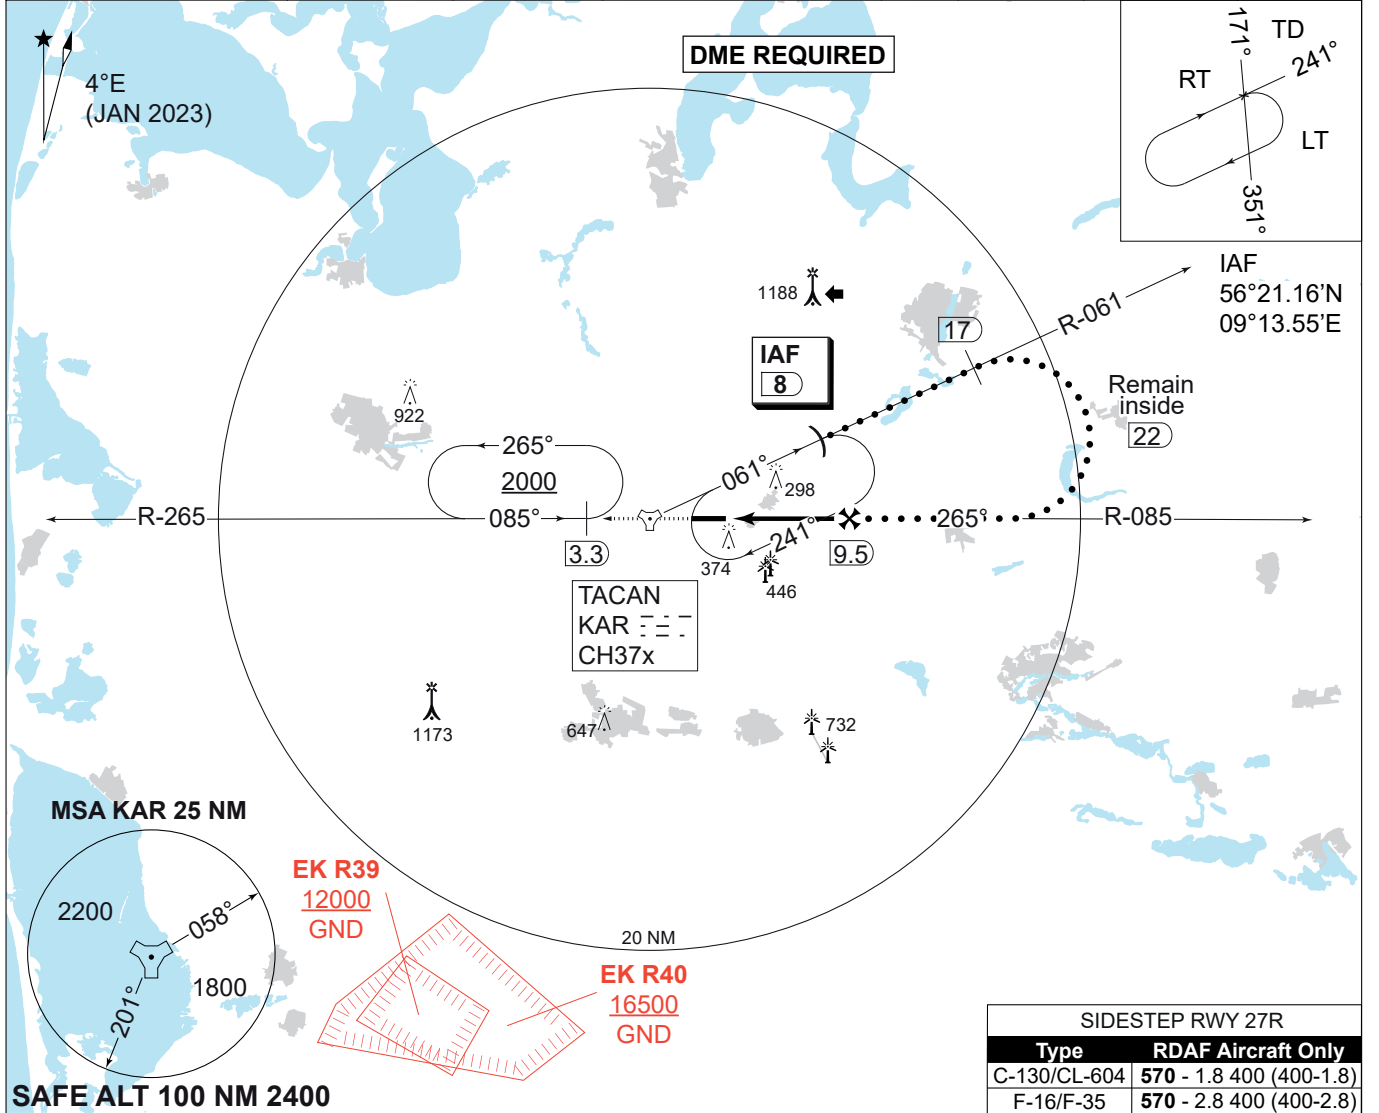 DME REQUIRED
4°E
(JAN 2023)
171°
TD
241°
RT
LT
351°
IAF
56°21.16’N
09°13.55’E
R-061
1188
IAF
8
17
Remain
inside
22
922
265°
2000
085°
R-265
3.3
061°
298
241°
374
446
9.5
265°
R-085
TACAN
KAR
CH37x
1173
647
732
MSA KAR 25 NM
2200
058°
1800
201°
SAFE ALT 100 NM 2400
EK R39
12000
GND
20 NM
EK R40
16500
GND
SIDESTEP RWY 27R
Type RDAF Aircraft Only
C-130/CL-604 570 - 1.8 400 (400-1.8)
F-16/F-35 570 - 2.8 400 (400-2.8)